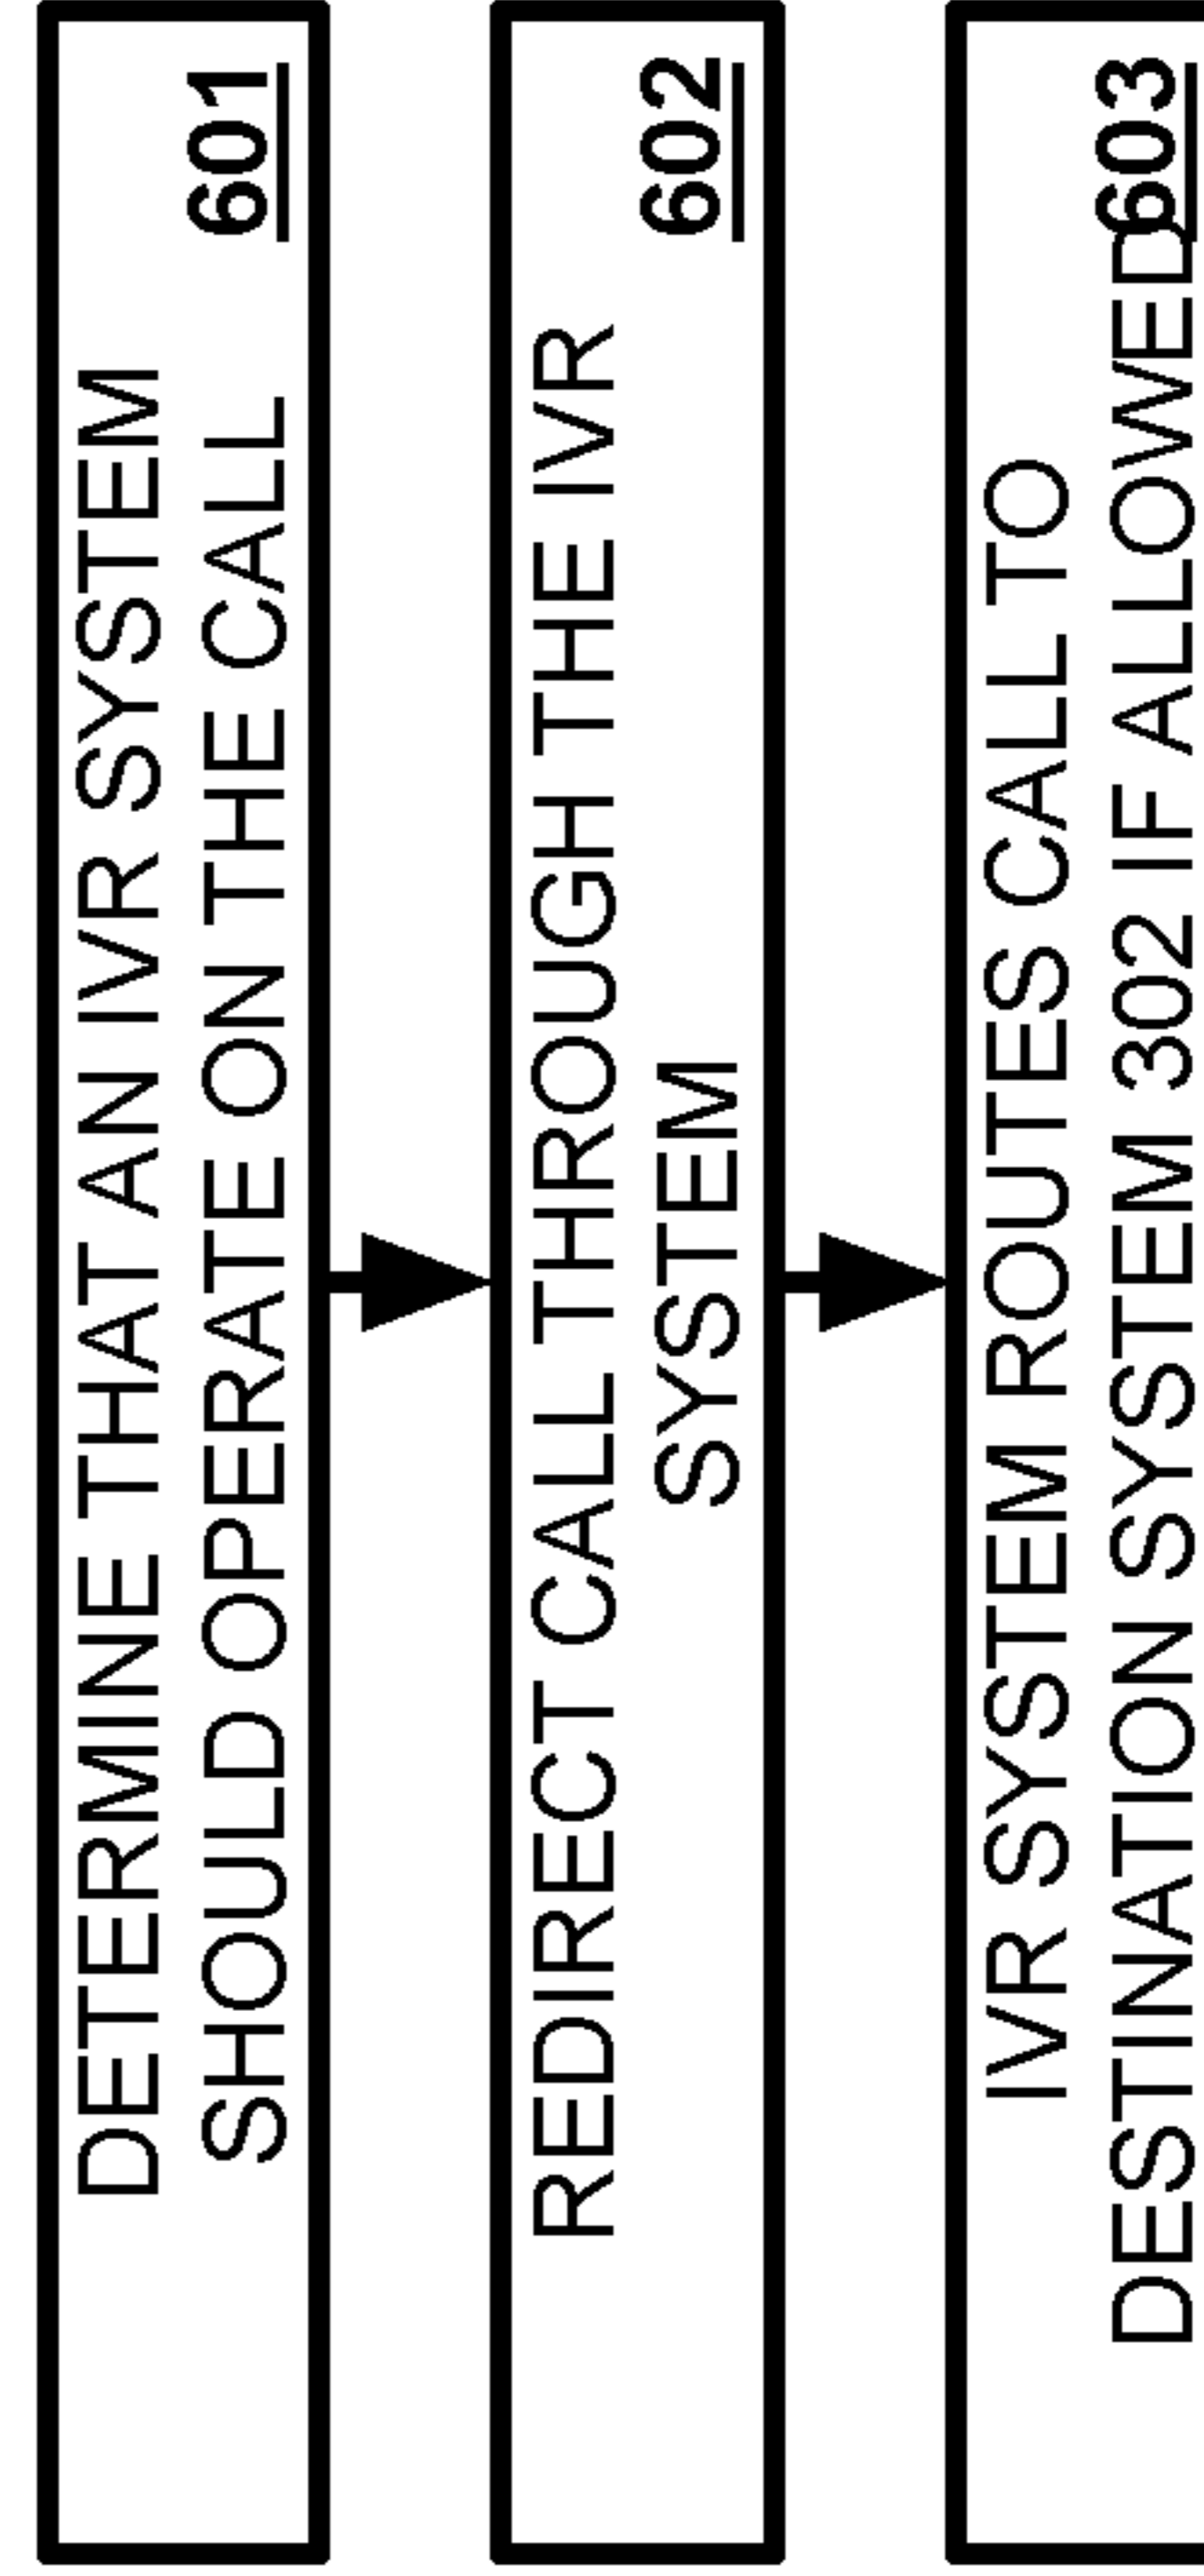 DETERMINE THAT AN IVR SYSTEM
SHOULD OPERATE ON THE CALL
601
REDIRECT CALL THROUGH THE IVR
SYSTEM
602
IVR SYSTEM ROUTES CALL TO
DESTINATION SYSTEM 302 IF ALLOWED
603